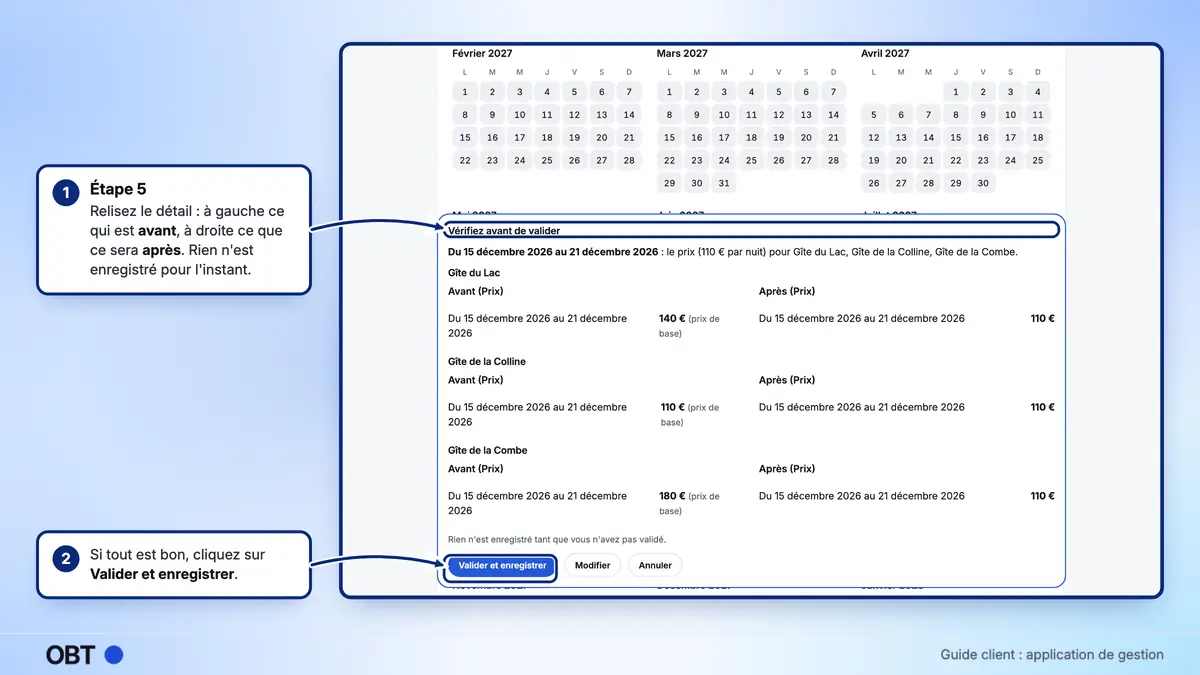 Février 2027
L M M J V S D
1 2 3 4 5 6 7
8 9 10 11 12 13 14
15 16 17 18 19 20 21
22 23 24 25 26 27 28
Mars 2027
L M M J V S D
1 2 3 4 5 6 7
8 9 10 11 12 13 14
15 16 17 18 19 20 21
22 23 24 25 26 27 28
29 30 31
Avril 2027
L M M J V S D
1 2 3 4
5 6 7 8 9 10 11
12 13 14 15 16 17 18
19 20 21 22 23 24 25
26 27 28 29 30
1
Étape 5
Relisez le détail : à gauche ce
qui est avant, à droite ce que
ce sera après. Rien n'est
enregistré pour l'instant.
Vérifiez avant de valider
Du 15 décembre 2026 au 21 décembre 2026 : le prix (110 € par nuit) pour Gîte du Lac, Gîte de la Colline, Gîte de la Combe.
Gîte du Lac
Avant (Prix)
Après (Prix)
Du 15 décembre 2026 au 21 décembre
2026
140 € (prix de
base)
Du 15 décembre 2026 au 21 décembre 2026
110 €
Gîte de la Colline
Avant (Prix)
Après (Prix)
Du 15 décembre 2026 au 21 décembre
2026
110 € (prix de
base)
Du 15 décembre 2026 au 21 décembre 2026
110 €
Gîte de la Combe
Avant (Prix)
Après (Prix)
Du 15 décembre 2026 au 21 décembre
2026
180 € (prix de
base)
Du 15 décembre 2026 au 21 décembre 2026
110 €
Rien n'est enregistré tant que vous n'avez pas validé.
Valider et enregistrer
Modifier
Annuler
2
Si tout est bon, cliquez sur
Valider et enregistrer.
OBT
Guide client : application de gestion